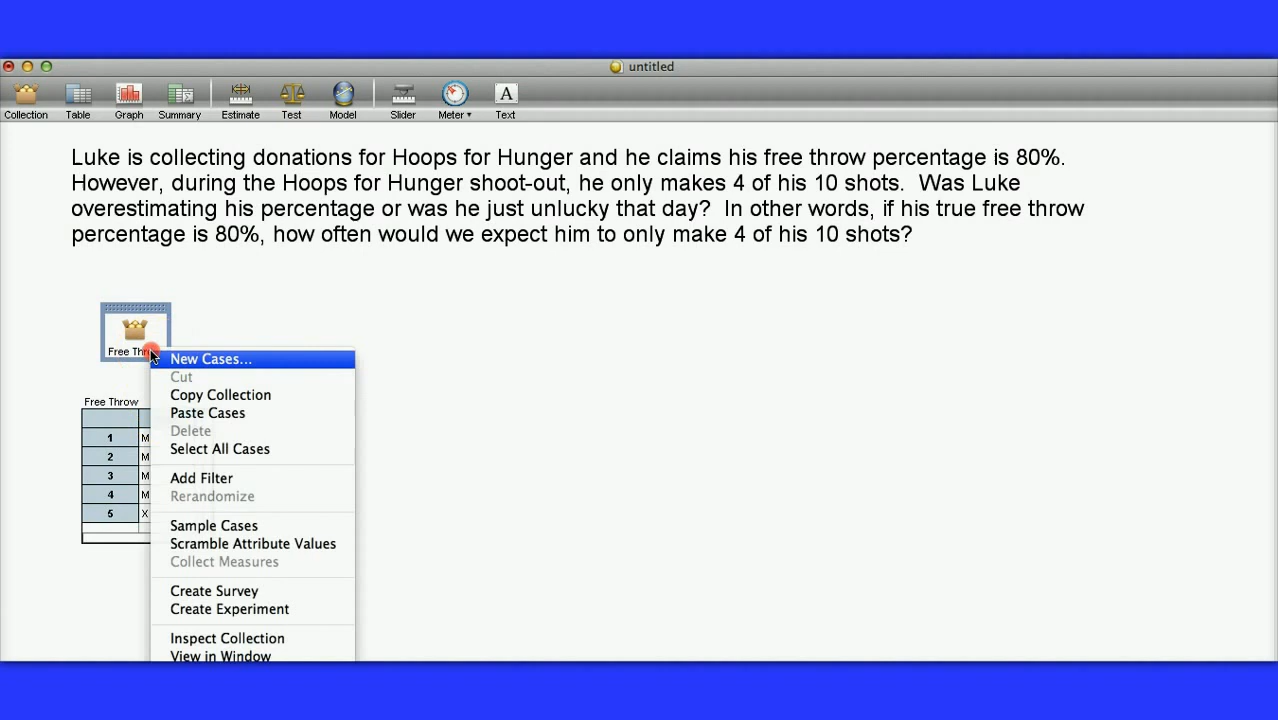 untitled
Collection Table Graph Summary Estimate Test Model Slider Meter Text
Luke is collecting donations for Hoops for Hunger and he claims his free throw percentage is 80%.
However, during the Hoops for Hunger shoot-out, he only makes 4 of his 10 shots. Was Luke
overestimating his percentage or was he just unlucky that day? In other words, if his true free throw
percentage is 80%, how often would we expect him to only make 4 of his 10 shots?
Free
New Cases...
Cut
Copy Collection
Paste Cases
Delete
Select All Cases
Add Filter
Rerandomize
Sample Cases
Scramble Attribute Values
Collect Measures
Create Survey
Create Experiment
Inspect Collection
View in Window
Free Throw
1 M
2 M
3 M
4 M
5 X